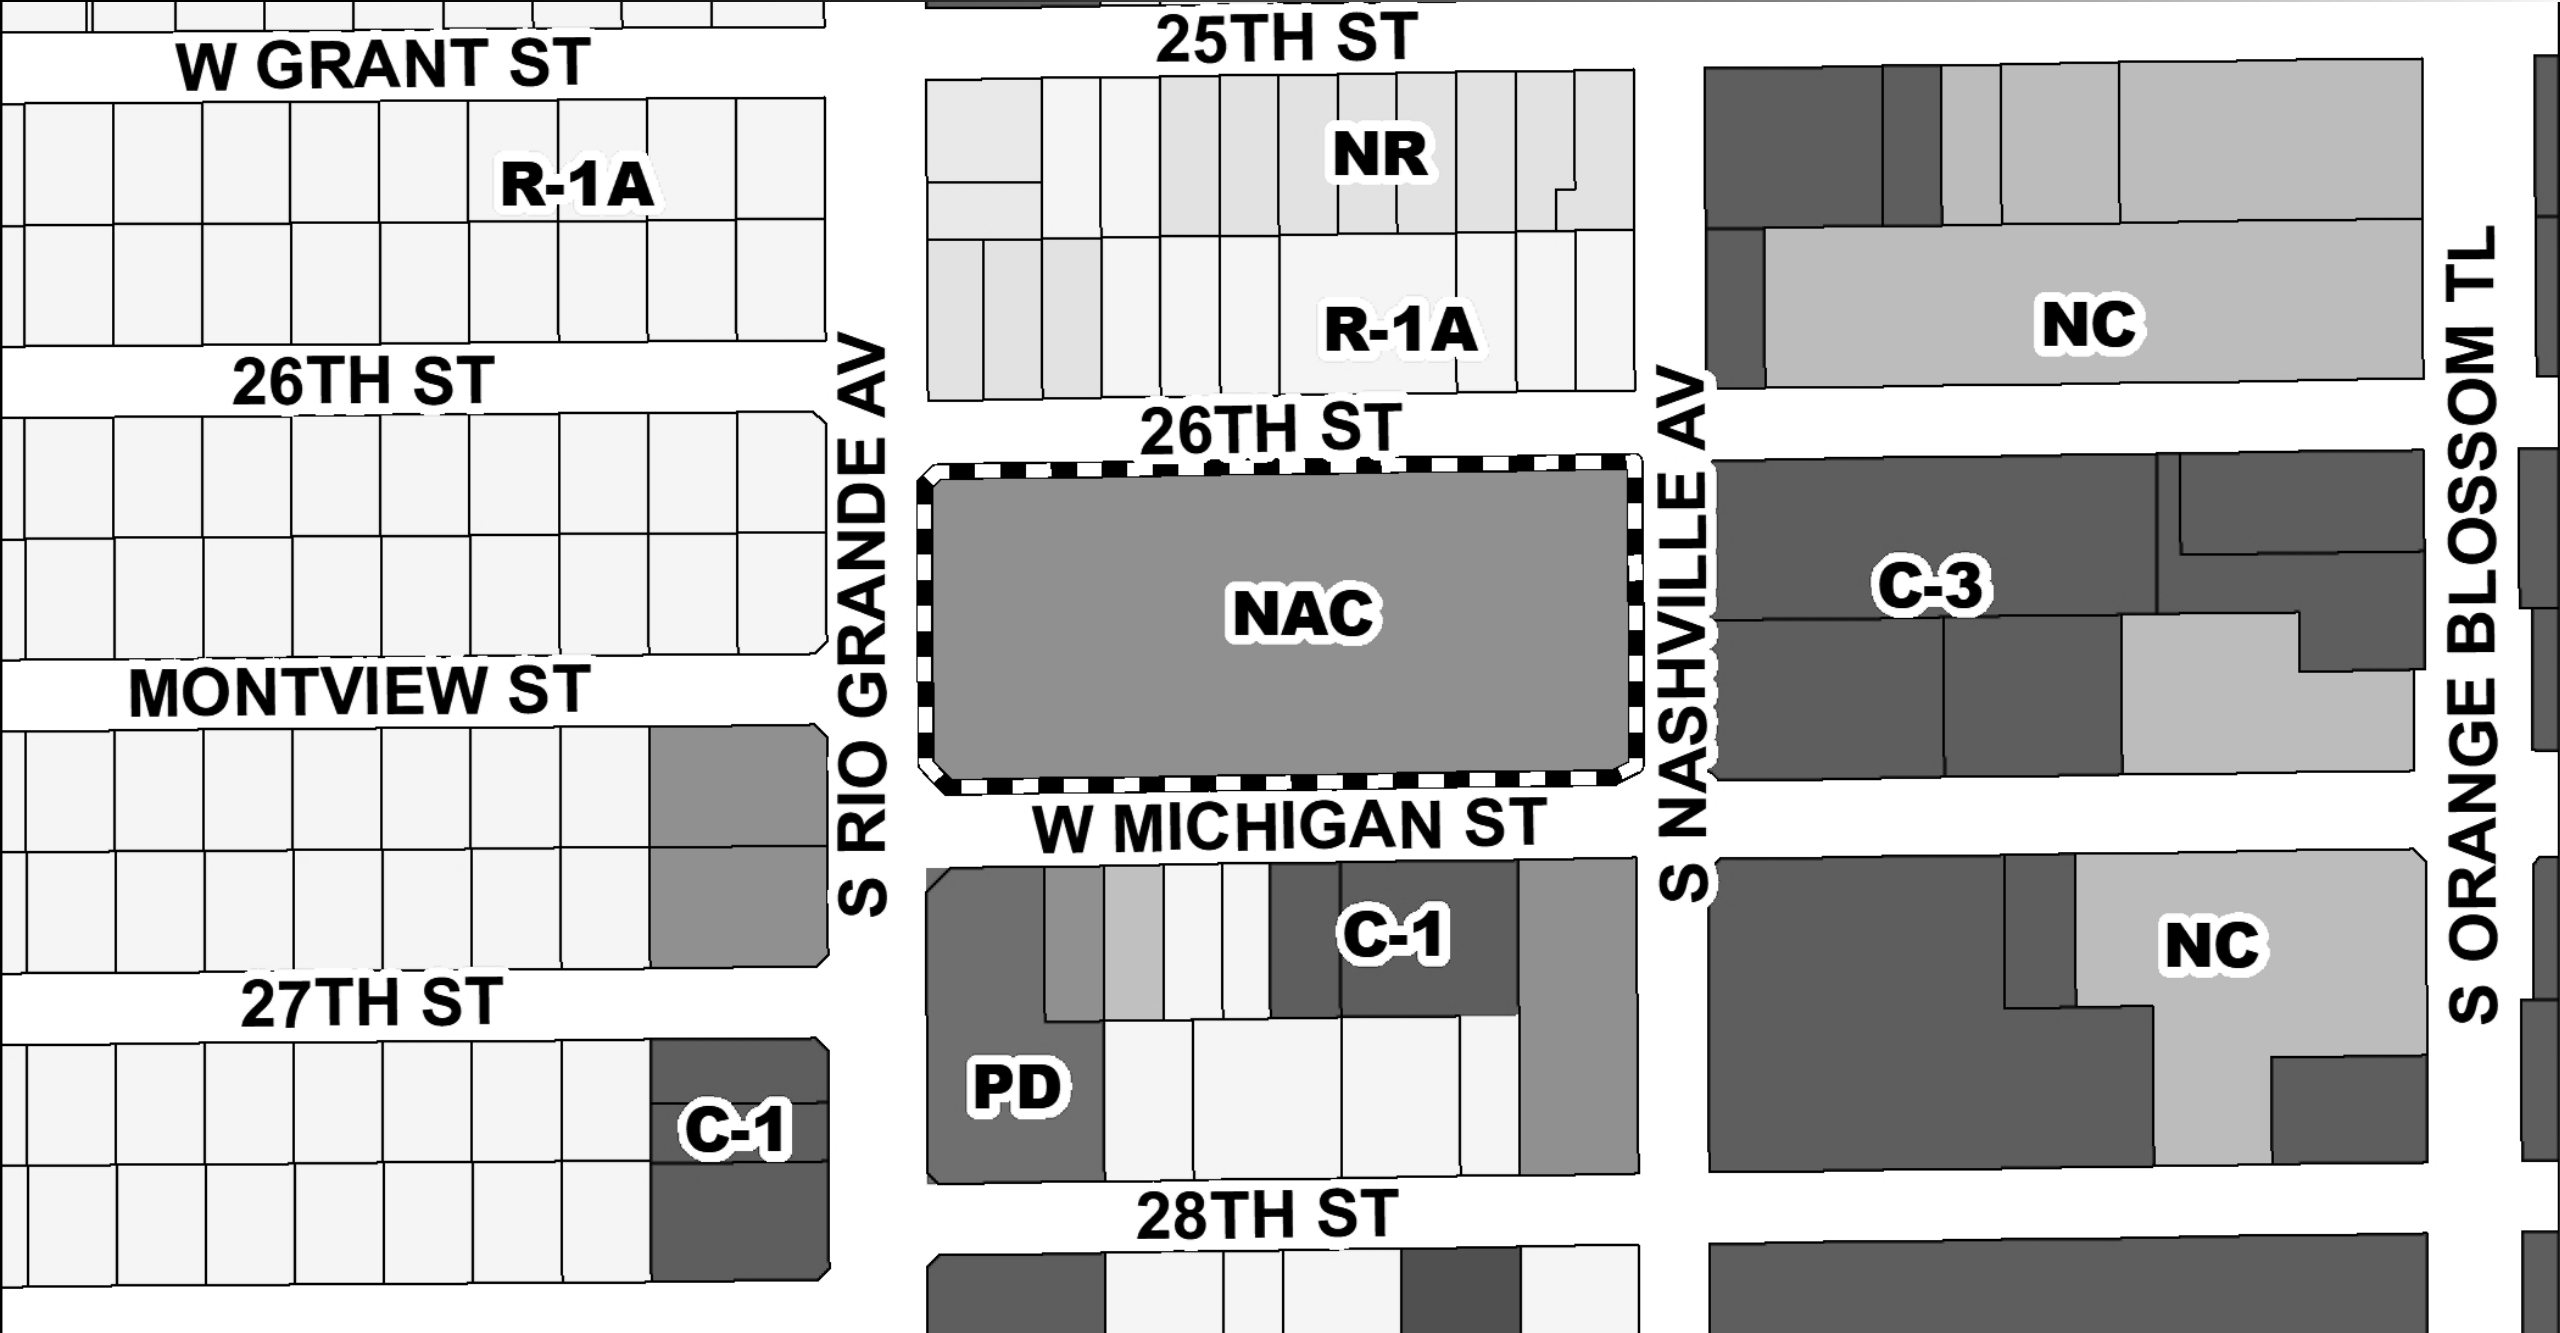 W GRANT ST
25TH ST
R-1A
NR
R-1A
NC
26TH ST
26TH ST
S RIO GRANDE AV
S NASHVILLE AV
S ORANGE BLOSSOM TL
NAC
C-3
MONTVIEW ST
W MICHIGAN ST
C-1
NC
27TH ST
PD
C-1
28TH ST